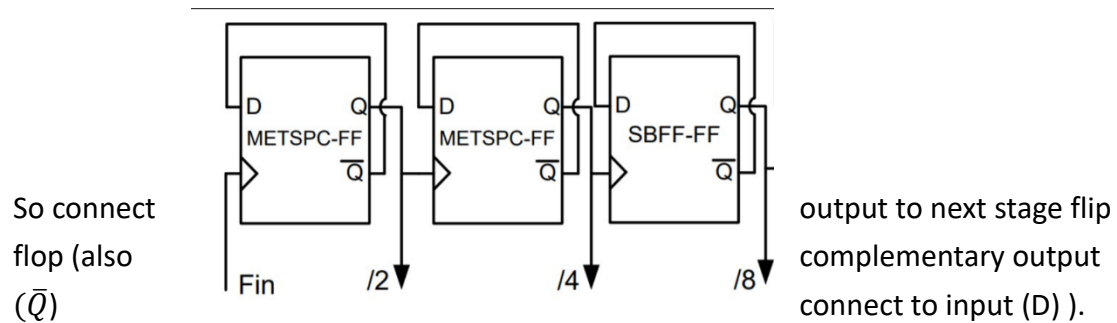 D Q D Q D Q
METSPC-FF METSPC-FF SBFF-FF
Q̅ Q̅ Q̅
So connect output to next stage flip
flop (also complementary output
Fin /2 /4 /8
(Q̅) connect to input (D) ).